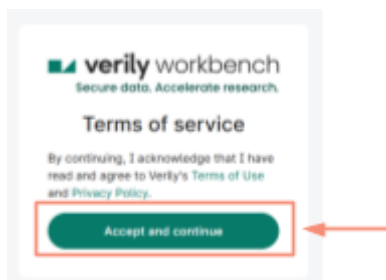 verily workbench
Secure data. Accelerate research.
Terms of service
By continuing, I acknowledge that I have
read and agree to Verily's Terms of Use
and Privacy Policy.
Accept and continue